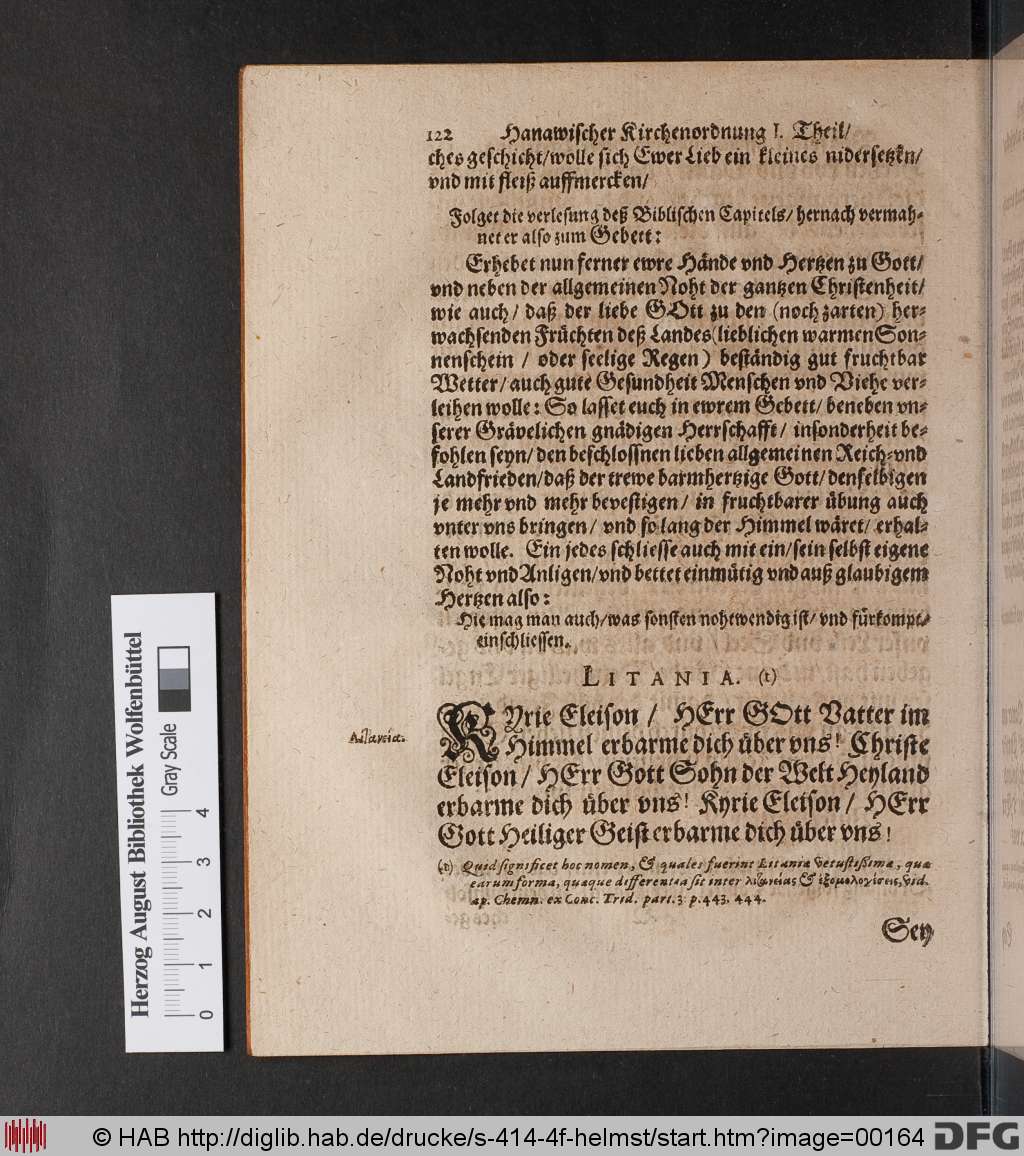 122 Hanawischer Kirchenordnung I. Theil/
ches geschicht/wolle sich Ewer Lieb ein kleines nidersetzen/
vnd mit fleiß auffmercken/
Folget die verlesung deß Biblischen Capitels/ hernach vermah-
net er also zum Gebett:
Erhebet nun ferner ewre Hände vnd Hertzen zu Gott/
vnd neben der allgemeinen Noht der gantzen Christenheit/
wie auch/ daß der liebe GOtt zu den (noch zarten) her-
wachsenden Früchten deß Landes (lieblichen warmen Son-
nenschein / oder seelige Regen) beständig gut fruchtbar
Wetter/ auch gute Gesundheit Menschen vnd Viehe ver-
leihen wolle: So lasset euch in ewrem Gebett/ beneben vn-
serer Grävelichen gnädigen Herrschafft/ insonderheit be-
fohlen seyn/ den beschlossnen lieben allgemeinen Reich- vnd
Landfrieden/daß der trewe barmhertzige Gott/ denselbigen
je mehr vnd mehr bevestigen/ in fruchtbarer übung auch
vnter vns bringen/ vnd so lang der Himmel wäret/ erhal-
ten wolle. Ein jedes schliesse auch mit ein/sein selbst eigene
Noht vnd Anligen/vnd bettet einmütig vnd auß glaubigem
Hertzen also:
Hie mag man auch/was sonsten nohtwendig ist/ vnd fürkompt/
einschliessen.
LITANIA. (t)
KYrie Eleison / HErr GOtt Vatter im
Himmel erbarme dich über vns! Christe
Eleison/ HErr Gott Sohn der Welt Heyland
erbarme dich über vns! Kyrie Eleison/ HErr
Gott Heiliger Geist erbarme dich über vns!
(t) Quid significet hoc nomen, & quales fuerint Litaniæ vetustißimæ, quæ
earum forma, quæque differentia sit inter λιτανείας & ἐξομολογίσεις, vid.
ap. Chemn. ex Conc. Trid. part. 3. p. 443. 444.
Sey
Herzog August Bibliothek Wolfenbüttel
Gray Scale
0 1 2 3 4
© HAB http://diglib.hab.de/drucke/s-414-4f-helmst/start.htm?image=00164
DFG